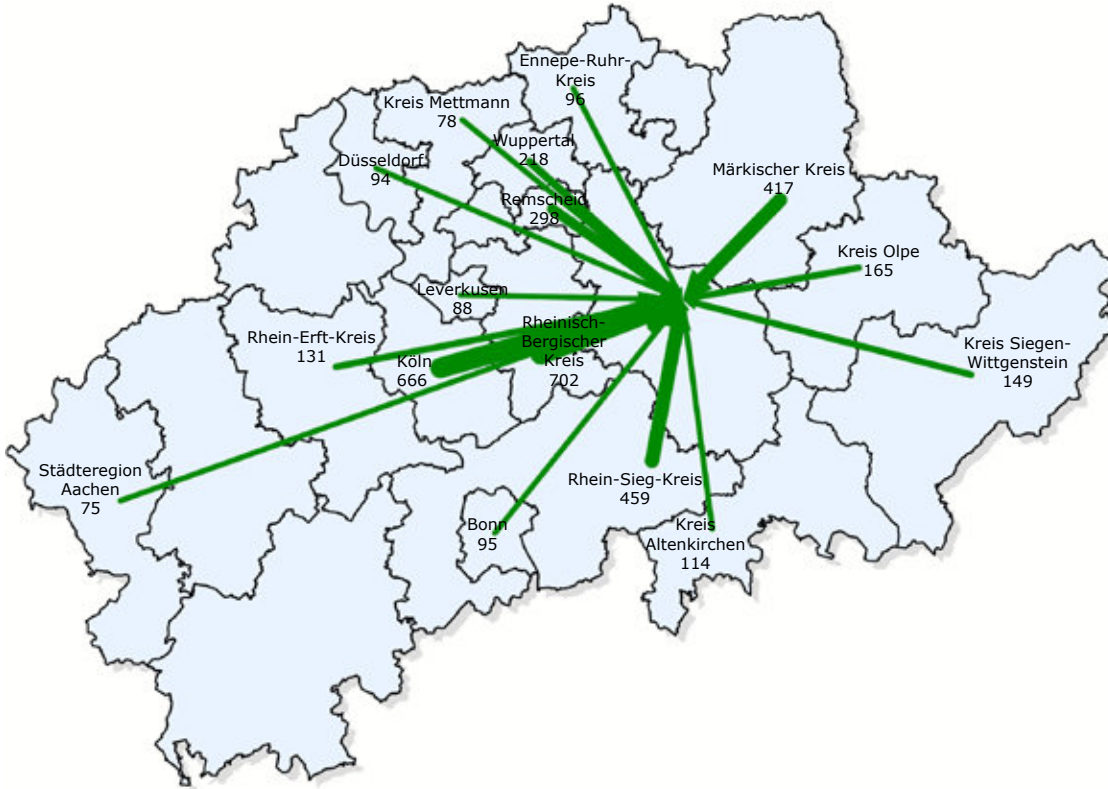 Ennepe-Ruhr-
Kreis
96
Kreis Mettmann
78
Wuppertal
218
Düsseldorf
94
Märkischer Kreis
417
Remscheid
298
Kreis Olpe
165
Leverkusen
88
Rheinisch-
Bergischer
Kreis
702
Rhein-Erft-Kreis
131
Köln
666
Kreis Siegen-
Wittgenstein
149
Städteregion
Aachen
75
Rhein-Sieg-Kreis
459
Bonn
95
Kreis
Altenkirchen
114